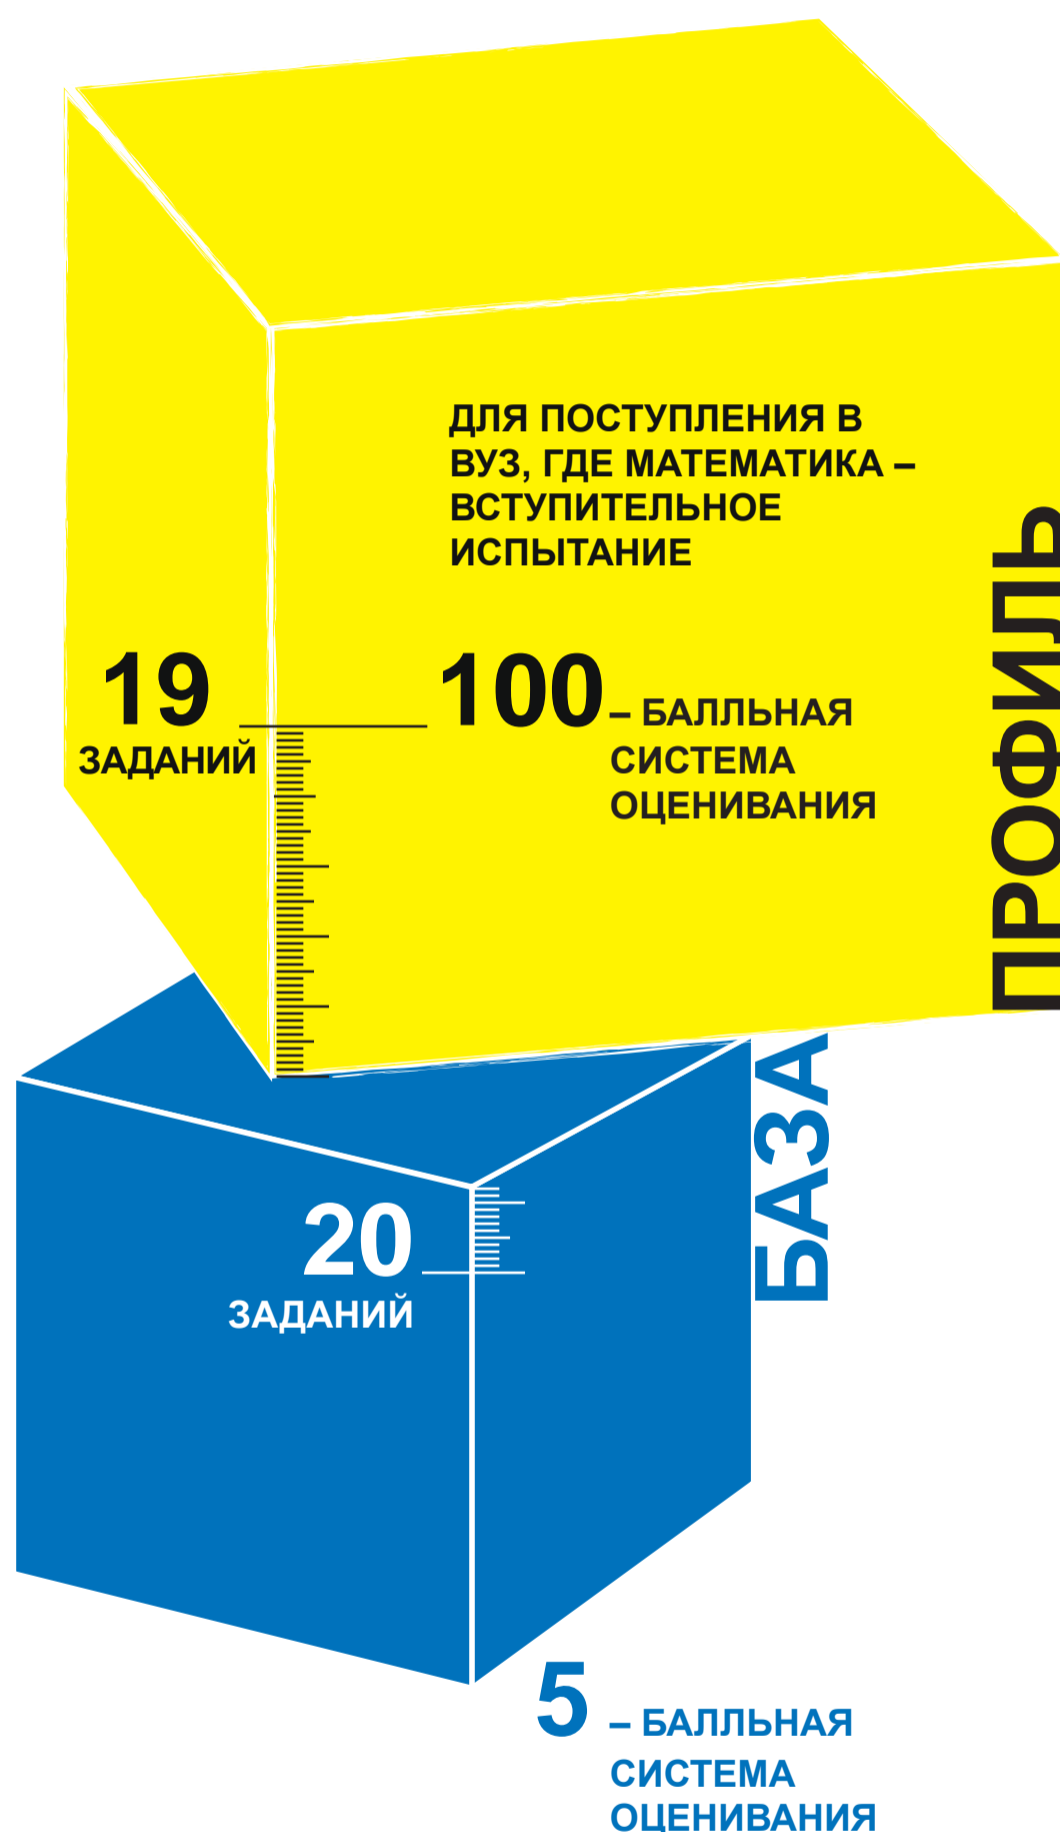 ДЛЯ ПОСТУПЛЕНИЯ В
ВУЗ, ГДЕ МАТЕМАТИКА –
ВСТУПИТЕЛЬНОЕ
ИСПЫТАНИЕ
19
ЗАДАНИЙ
100 – БАЛЛЬНАЯ
СИСТЕМА
ОЦЕНИВАНИЯ
ПРОФИЛЬ
БАЗА
20
ЗАДАНИЙ
5 – БАЛЛЬНАЯ
СИСТЕМА
ОЦЕНИВАНИЯ